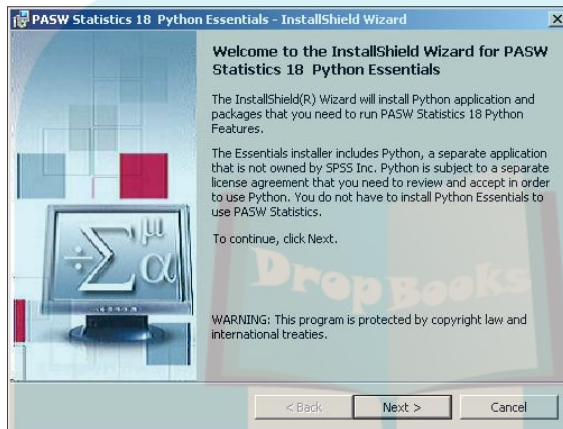 PASW Statistics 18 Python Essentials - InstallShield Wizard
Welcome to the InstallShield Wizard for PASW
Statistics 18 Python Essentials
The InstallShield(R) Wizard will install Python application and
packages that you need to run PASW Statistics 18 Python
Features.
The Essentials installer includes Python, a separate application
that is not owned by SPSS Inc. Python is subject to a separate
license agreement that you need to review and accept in order
to use Python. You do not have to install Python Essentials to
use PASW Statistics.
To continue, click Next.
DropBooks
WARNING: This program is protected by copyright law and
international treaties.
÷Σμα
< Back
Next >
Cancel